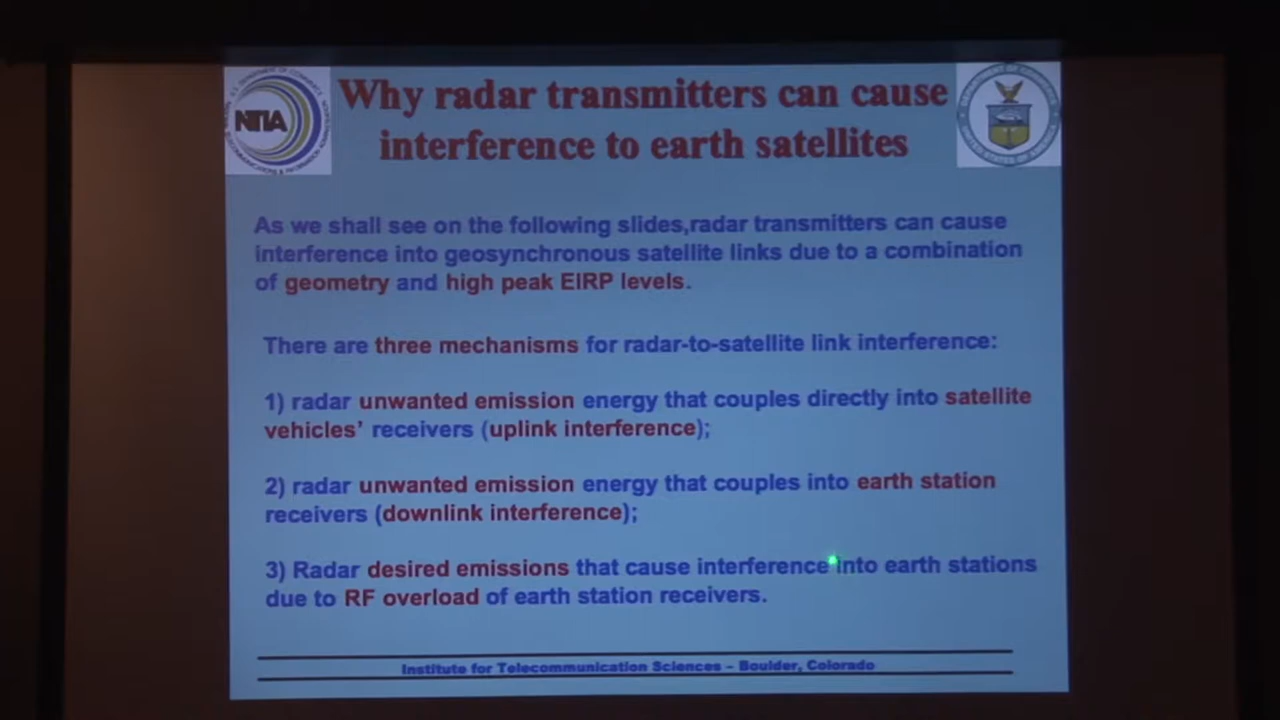 Why radar transmitters can cause
interference to earth satellites
NTIA
As we shall see on the following slides,radar transmitters can cause
interference into geosynchronous satellite links due to a combination
of geometry and high peak EIRP levels.
There are three mechanisms for radar-to-satellite link interference:
1) radar unwanted emission energy that couples directly into satellite
vehicles’ receivers (uplink interference);
2) radar unwanted emission energy that couples into earth station
receivers (downlink interference);
3) Radar desired emissions that cause interference into earth stations
due to RF overload of earth station receivers.
Institute for Telecommunication Sciences – Boulder, Colorado